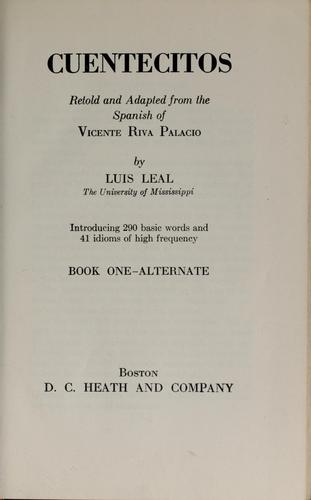 CUENTECITOS
Retold and Adapted from the
Spanish of
VICENTE RIVA PALACIO
by
LUIS LEAL
The University of Mississippi
Introducing 290 basic words and
41 idioms of high frequency
BOOK ONE–ALTERNATE
BOSTON
D. C. HEATH AND COMPANY